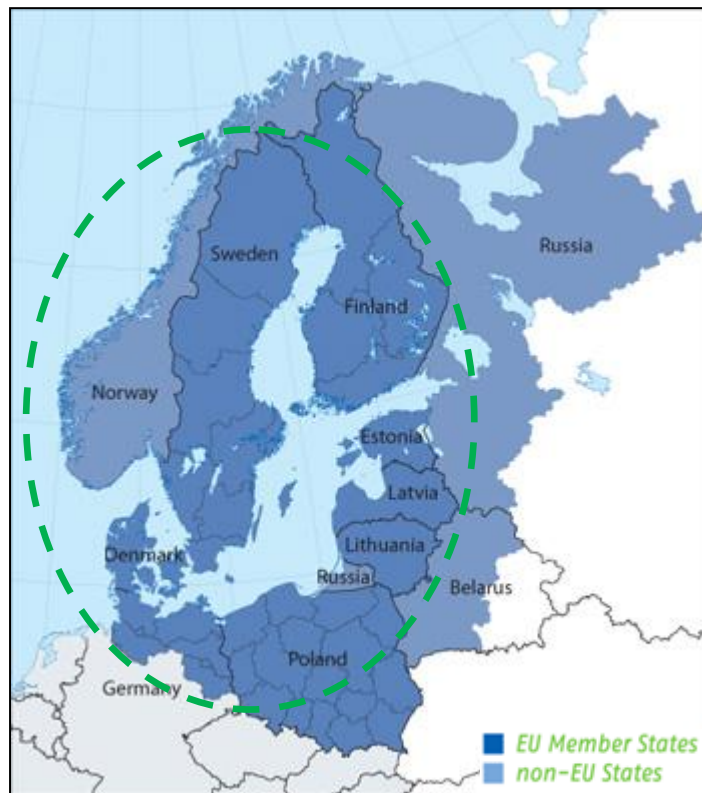 Sweden
Russia
Finland
Norway
Estonia
Latvia
Denmark
Lithuania
Russia
Belarus
Poland
Germany
EU Member States
non-EU States